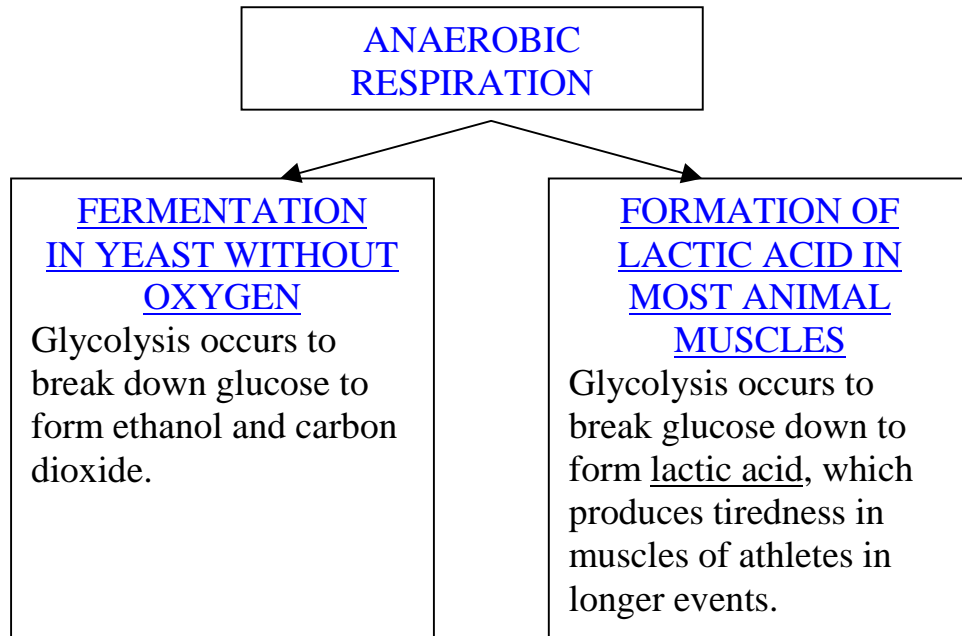 ANAEROBIC
RESPIRATION
FERMENTATION
IN YEAST WITHOUT
OXYGEN
Glycolysis occurs to
break down glucose to
form ethanol and carbon
dioxide.
FORMATION OF
LACTIC ACID IN
MOST ANIMAL
MUSCLES
Glycolysis occurs to
break glucose down to
form lactic acid, which
produces tiredness in
muscles of athletes in
longer events.